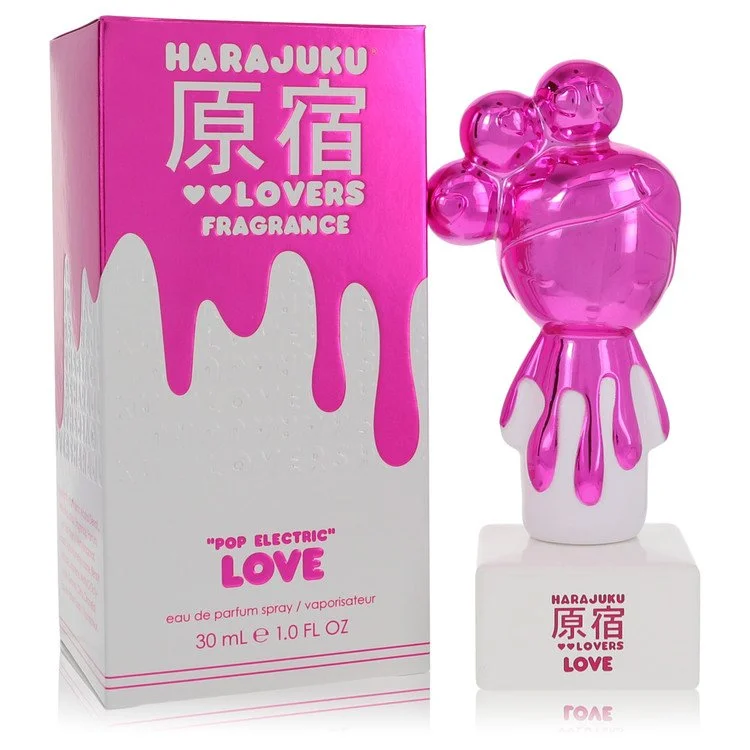 HARAJUKU
原宿
♥♥LOVERS
FRAGRANCE
"POP ELECTRIC"
LOVE
eau de parfum spray / vaporisateur
30 mL ℮ 1.0 FL OZ
HARAJUKU
原宿
♥♥LOVERS
LOVE